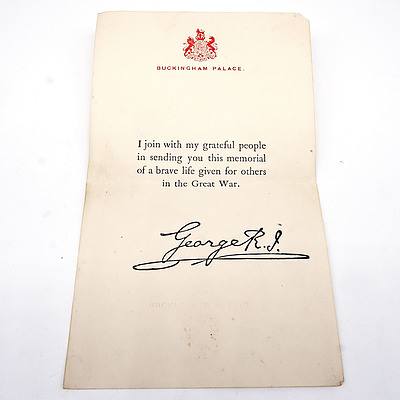 BUCKINGHAM PALACE.
I join with my grateful people
in sending you this memorial
of a brave life given for others
in the Great War.
George R.I.